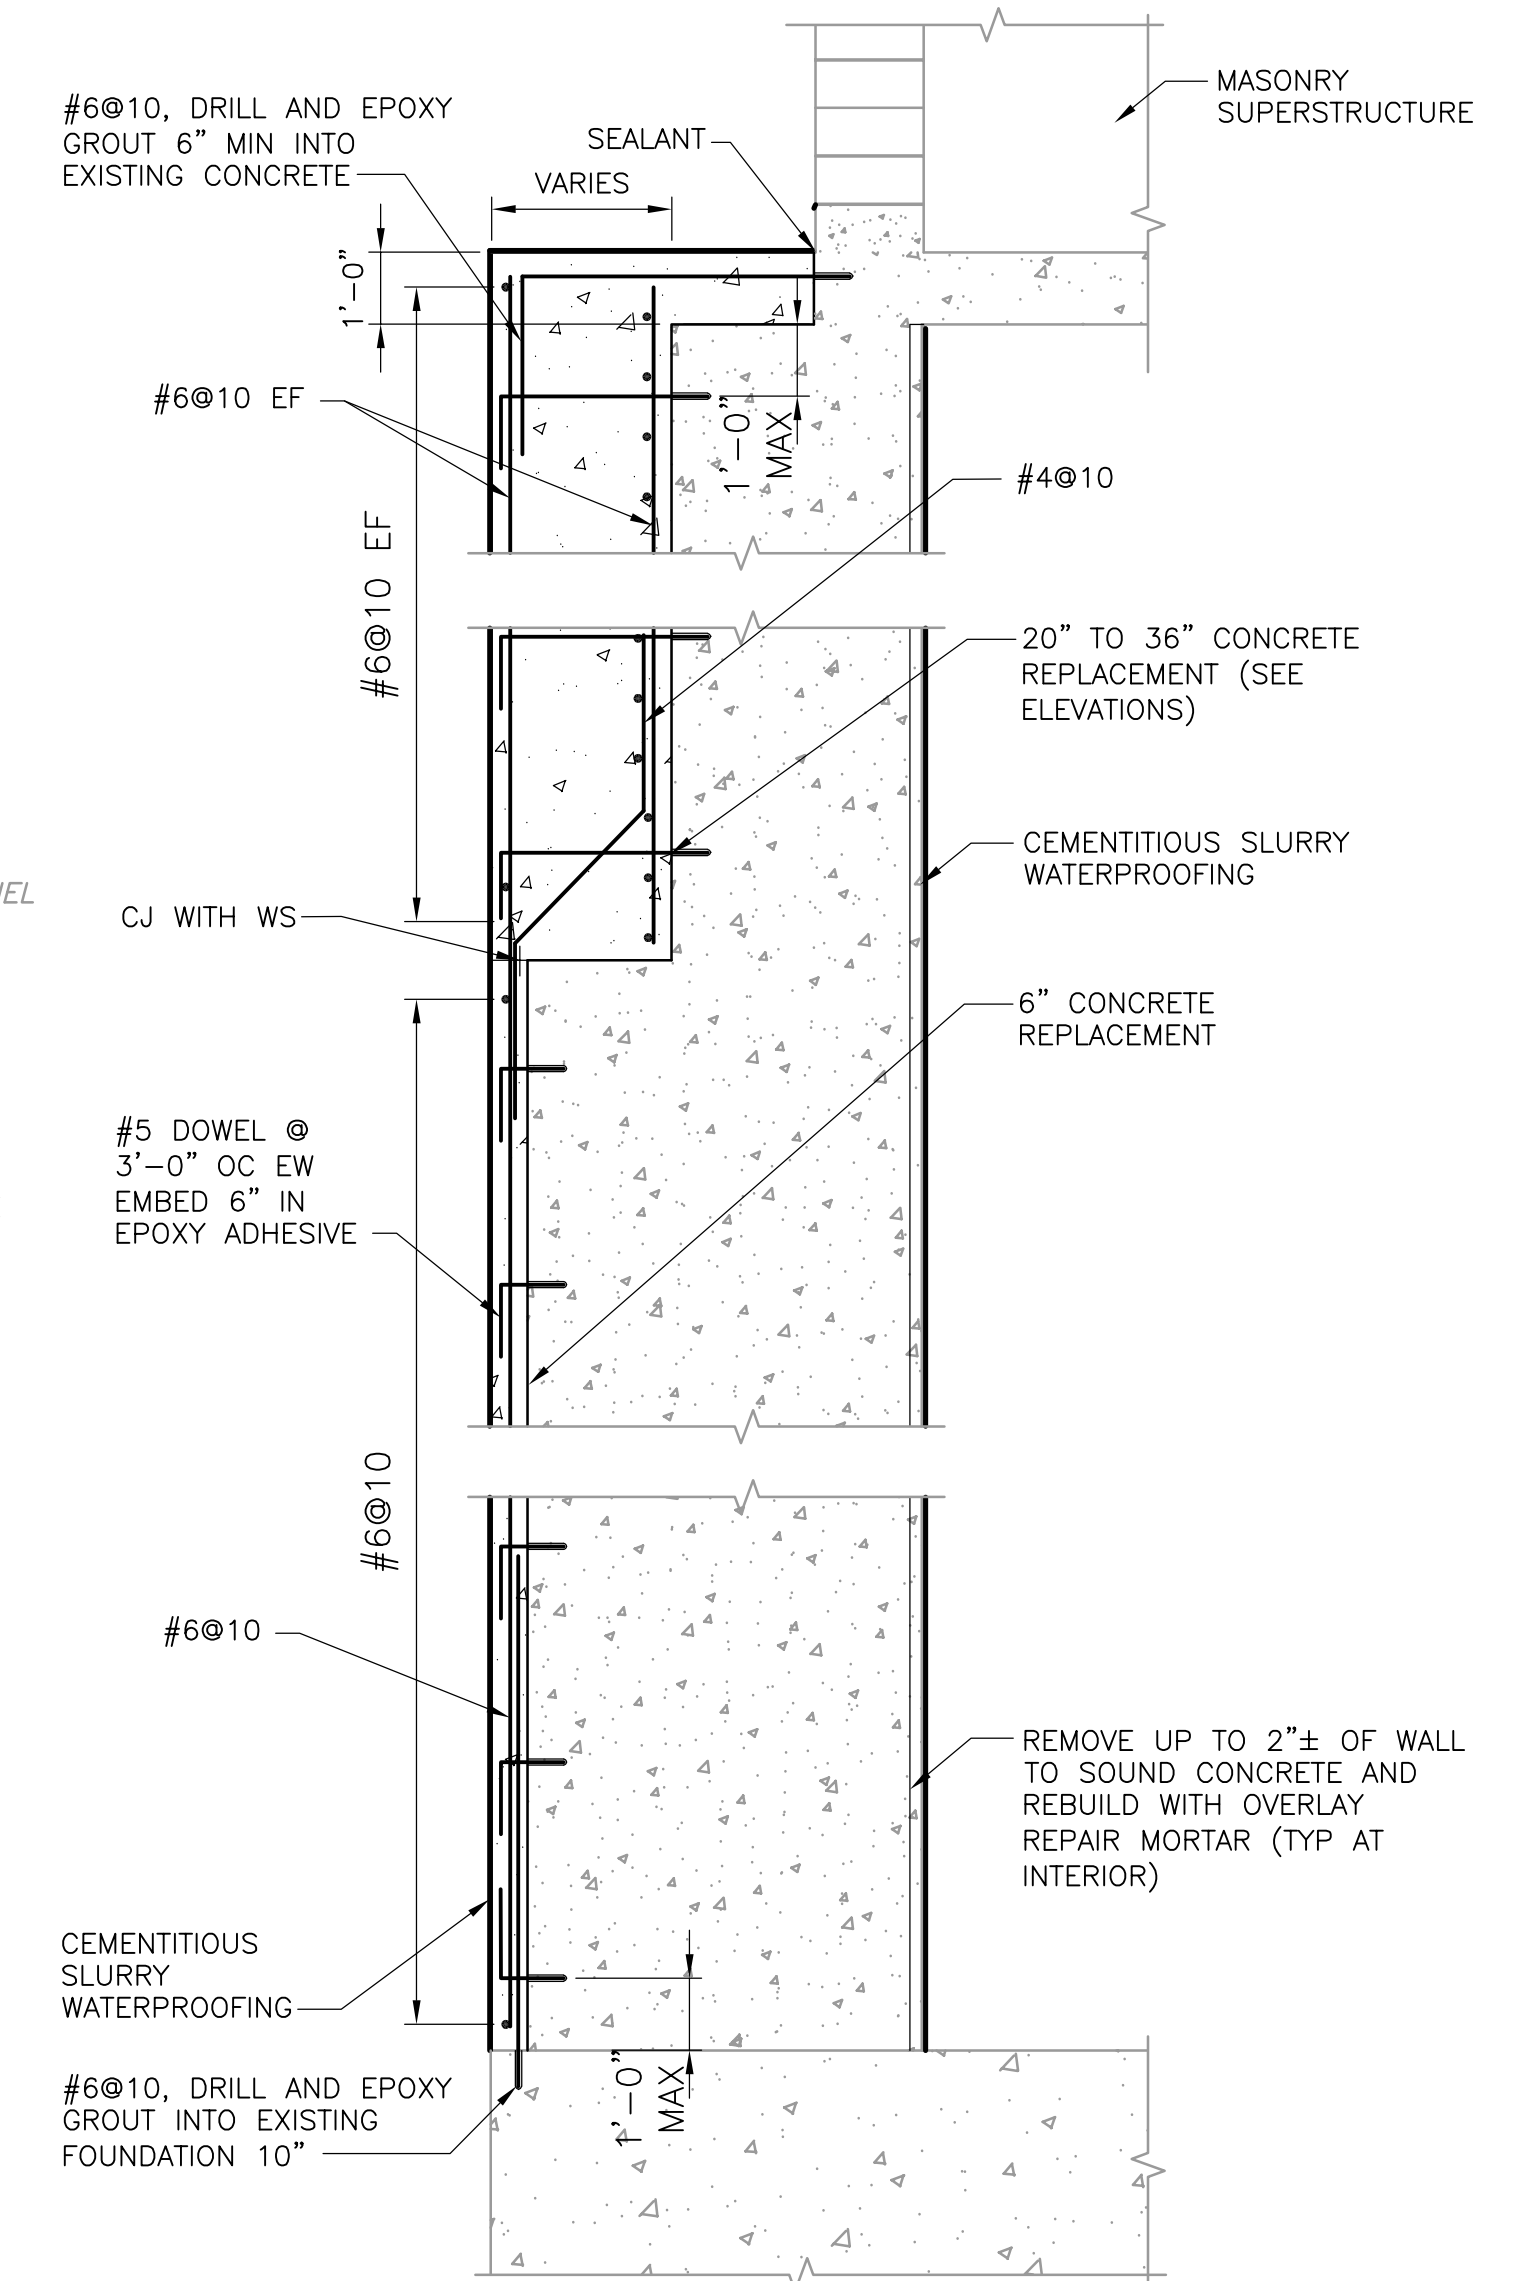 #6@10, DRILL AND EPOXY
GROUT 6" MIN INTO
EXISTING CONCRETE
SEALANT
VARIES
MASONRY
SUPERSTRUCTURE
1'-0"
#6@10 EF
1'-0"
MAX
#4@10
#6@10 EF
20" TO 36" CONCRETE
REPLACEMENT (SEE
ELEVATIONS)
CEMENTITIOUS SLURRY
WATERPROOFING
CJ WITH WS
6" CONCRETE
REPLACEMENT
#5 DOWEL @
3'-0" OC EW
EMBED 6" IN
EPOXY ADHESIVE
#6@10
#6@10
REMOVE UP TO 2"± OF WALL
TO SOUND CONCRETE AND
REBUILD WITH OVERLAY
REPAIR MORTAR (TYP AT
INTERIOR)
CEMENTITIOUS
SLURRY
WATERPROOFING
1'-0"
MAX
#6@10, DRILL AND EPOXY
GROUT INTO EXISTING
FOUNDATION 10"